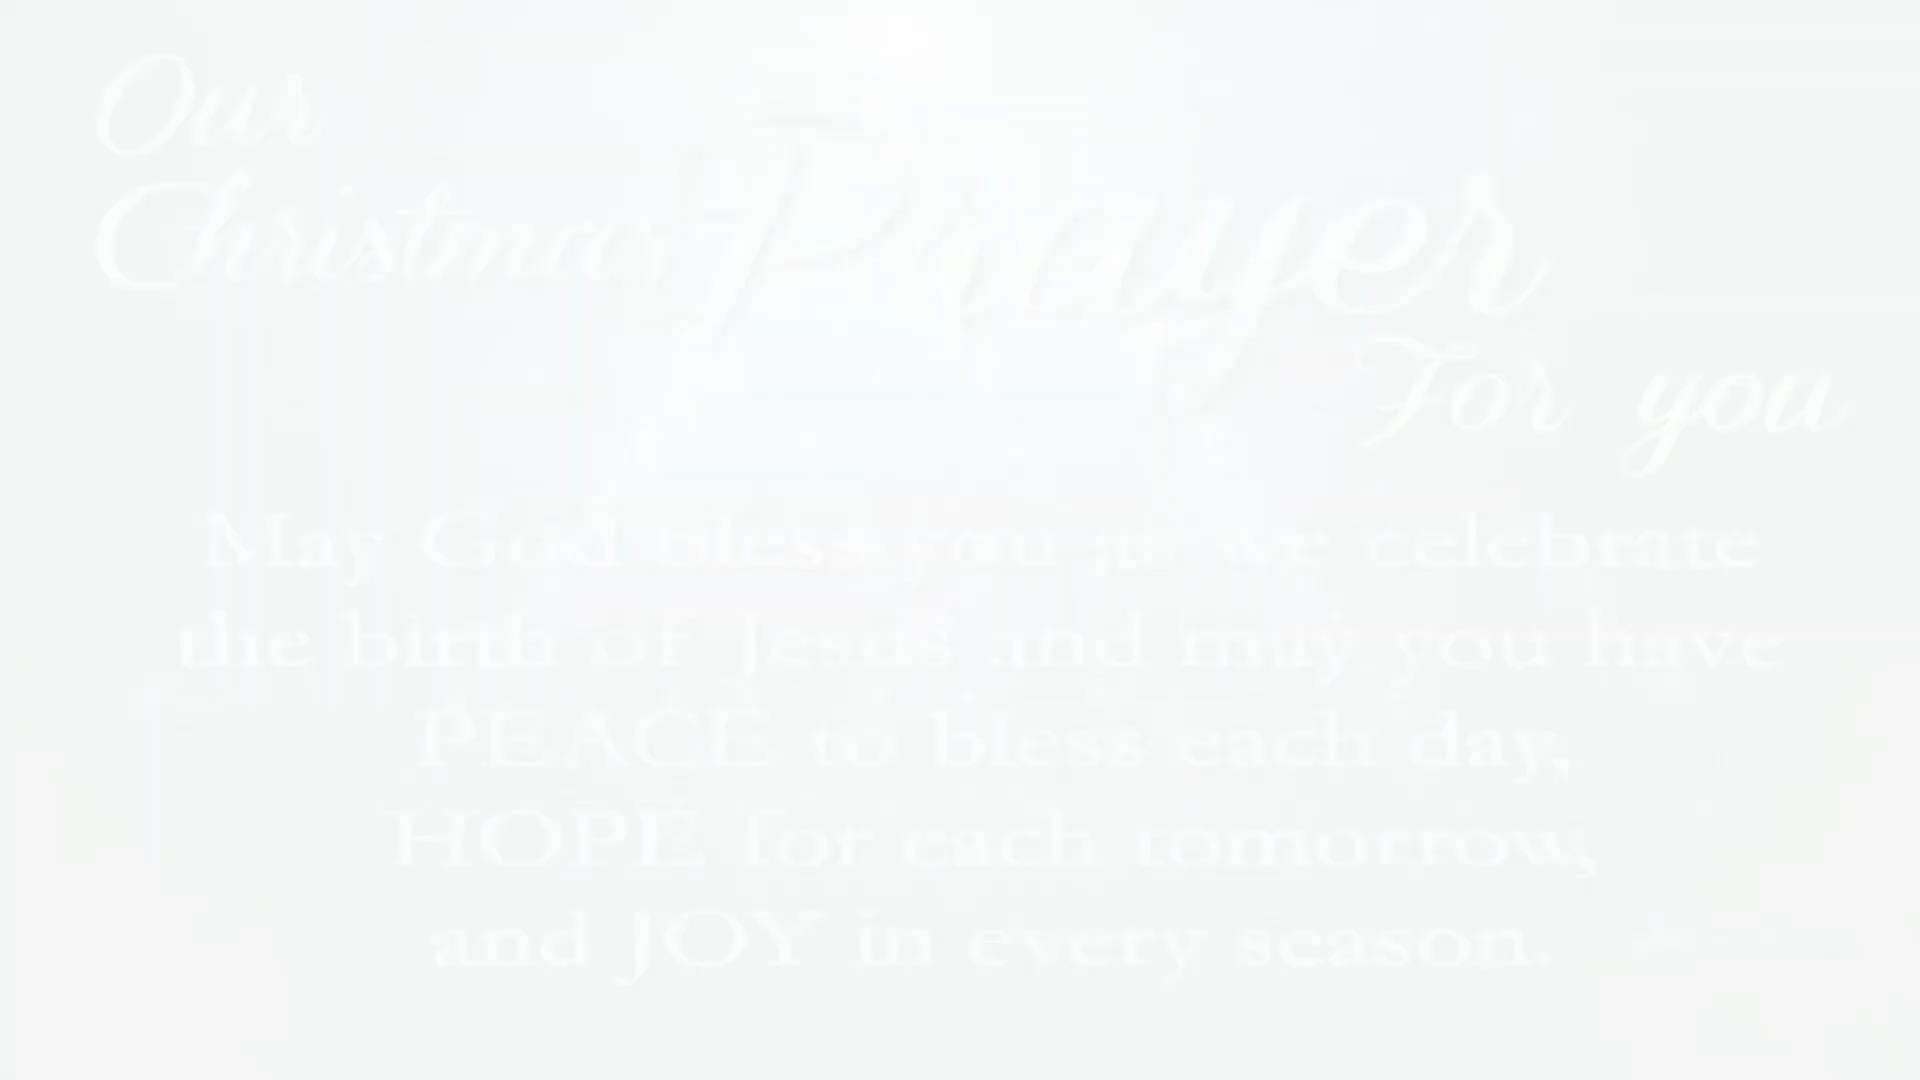 Our
Christmas Prayer
For you
May God bless you as we celebrate
the birth of Jesus and may you have
PEACE to bless each day,
HOPE for each tomorrow,
and JOY in every season.